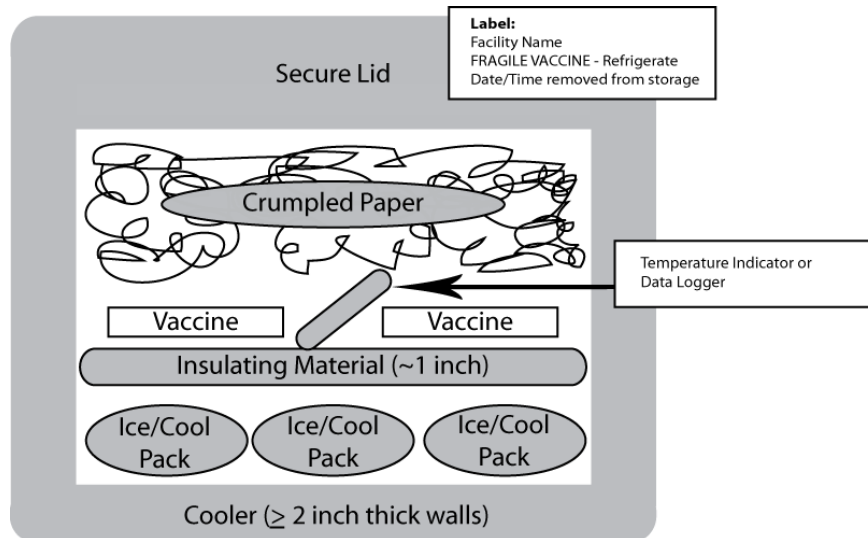 Label:
Facility Name
FRAGILE VACCINE - Refrigerate
Date/Time removed from storage
Secure Lid
Crumpled Paper
Temperature Indicator or
Data Logger
Vaccine
Vaccine
Insulating Material (~1 inch)
Ice/Cool
Pack
Ice/Cool
Pack
Ice/Cool
Pack
Cooler (≥ 2 inch thick walls)